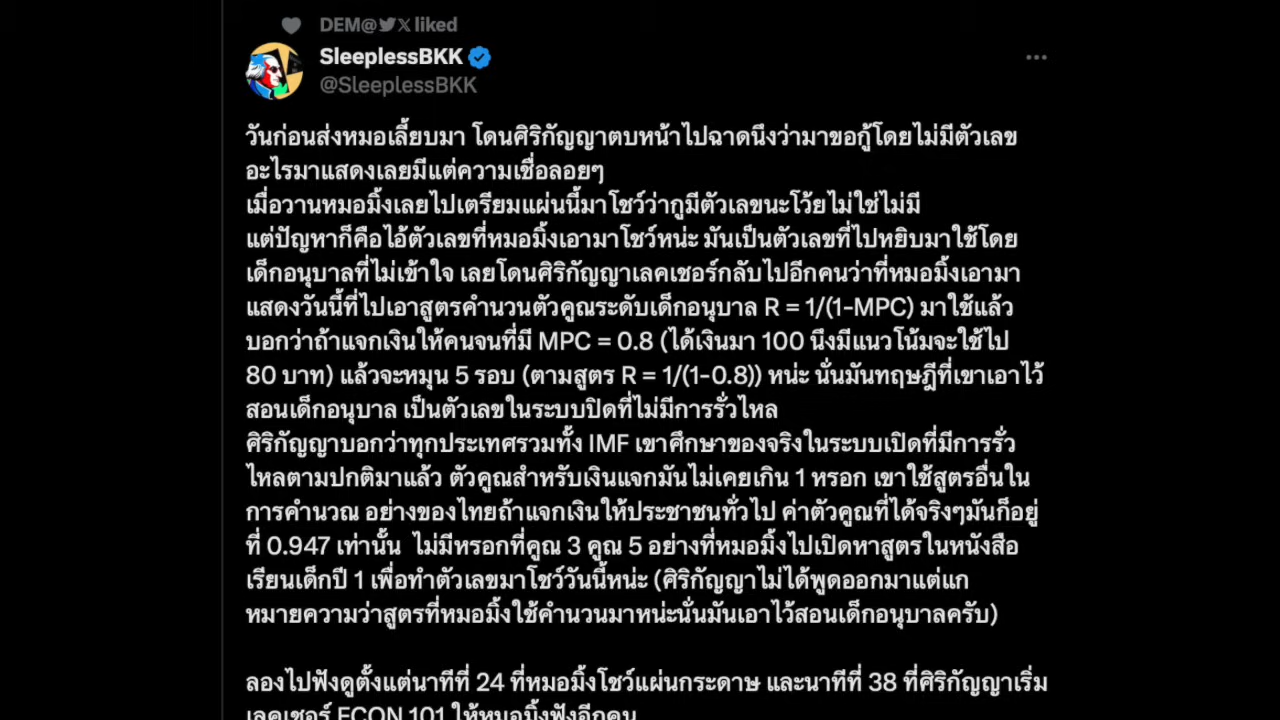 DEM@ X liked
SleeplessBKK
@SleeplessBKK
วันก่อนส่งหมอเลี้ยบมา โดนศิริกัญญาตบหน้าไปฉาดนึงว่ามาขอกู้โดยไม่มีตัวเลข
อะไรมาแสดงเลยมีแต่ความเชื่อลอยๆ
เมื่อวานหมอมิ้งเลยไปเตรียมแผ่นนี้มาโชว์ว่ากูมีตัวเลขนะโว้ยไม่ใช่ไม่มี
แต่ปัญหาก็คือไอ้ตัวเลขที่หมอมิ้งเอามาโชว์หน่ะ มันเป็นตัวเลขที่ไปหยิบมาใช้โดย
เด็กอนุบาลที่ไม่เข้าใจ เลยโดนศิริกัญญาเลคเชอร์กลับไปอีกคนว่าที่หมอมิ้งเอามา
แสดงวันนี้ที่ไปเอาสูตรคำนวนตัวคูณระดับเด็กอนุบาล R = 1/(1-MPC) มาใช้แล้ว
บอกว่าถ้าแจกเงินให้คนจนที่มี MPC = 0.8 (ได้เงินมา 100 นึงมีแนวโน้มจะใช้ไป
80 บาท) แล้วจะหมุน 5 รอบ (ตามสูตร R = 1/(1-0.8)) หน่ะ นั่นมันทฤษฎีที่เขาเอาไว้
สอนเด็กอนุบาล เป็นตัวเลขในระบบปิดที่ไม่มีการรั่วไหล
ศิริกัญญาบอกว่าทุกประเทศรวมทั้ง IMF เขาศึกษาของจริงในระบบเปิดที่มีการรั่ว
ไหลตามปกติมาแล้ว ตัวคูณสำหรับเงินแจกมันไม่เคยเกิน 1 หรอก เขาใช้สูตรอื่นใน
การคำนวณ อย่างของไทยถ้าแจกเงินให้ประชาชนทั่วไป ค่าตัวคูณที่ได้จริงๆมันก็อยู่
ที่ 0.947 เท่านั้น ไม่มีหรอกที่คูณ 3 คูณ 5 อย่างที่หมอมิ้งไปเปิดหาสูตรในหนังสือ
เรียนเด็กปี 1 เพื่อทำตัวเลขมาโชว์วันนี้หน่ะ (ศิริกัญญาไม่ได้พูดออกมาแต่แก
หมายความว่าสูตรที่หมอมิ้งใช้คำนวนมาหน่ะนั่นมันเอาไว้สอนเด็กอนุบาลครับ)
ลองไปฟังดูตั้งแต่นาทีที่ 24 ที่หมอมิ้งโชว์แผ่นกระดาษ และนาทีที่ 38 ที่ศิริกัญญาเริ่ม
เลคเชอร์ ECON 101 ให้หมอมิ้งฟังอีกคน